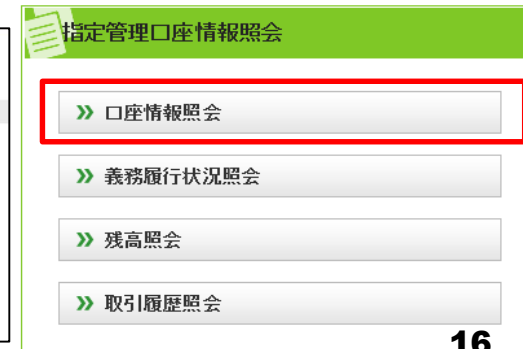 指定管理口座情報照会
口座情報照会
義務履行状況照会
残高照会
取引履歴照会
16